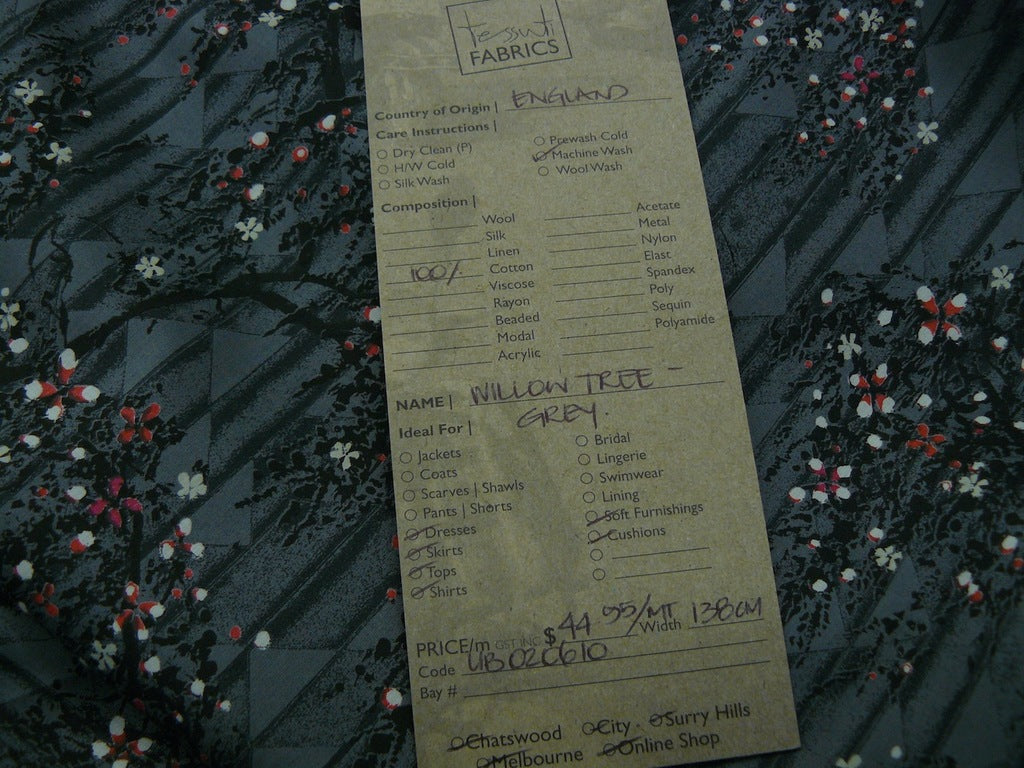 tessuti
FABRICS
Country of Origin | ENGLAND
Care Instructions |
Dry Clean (P)
H/W Cold
Silk Wash
Prewash Cold
Machine Wash
Wool Wash
Composition |
Wool
Silk
Linen
100% Cotton
Viscose
Rayon
Beaded
Modal
Acrylic
Acetate
Metal
Nylon
Elast
Spandex
Poly
Sequin
Polyamide
NAME | WILLOW TREE -
GREY.
Ideal For |
Jackets
Coats
Scarves | Shawls
Pants | Shorts
Dresses
Skirts
Tops
Shirts
Bridal
Lingerie
Swimwear
Lining
Soft Furnishings
Cushions
PRICE/m GST INC $44 95/MT Width 138CM
Code LIB020610
Bay #
Chatswood City Surry Hills
Melbourne Online Shop